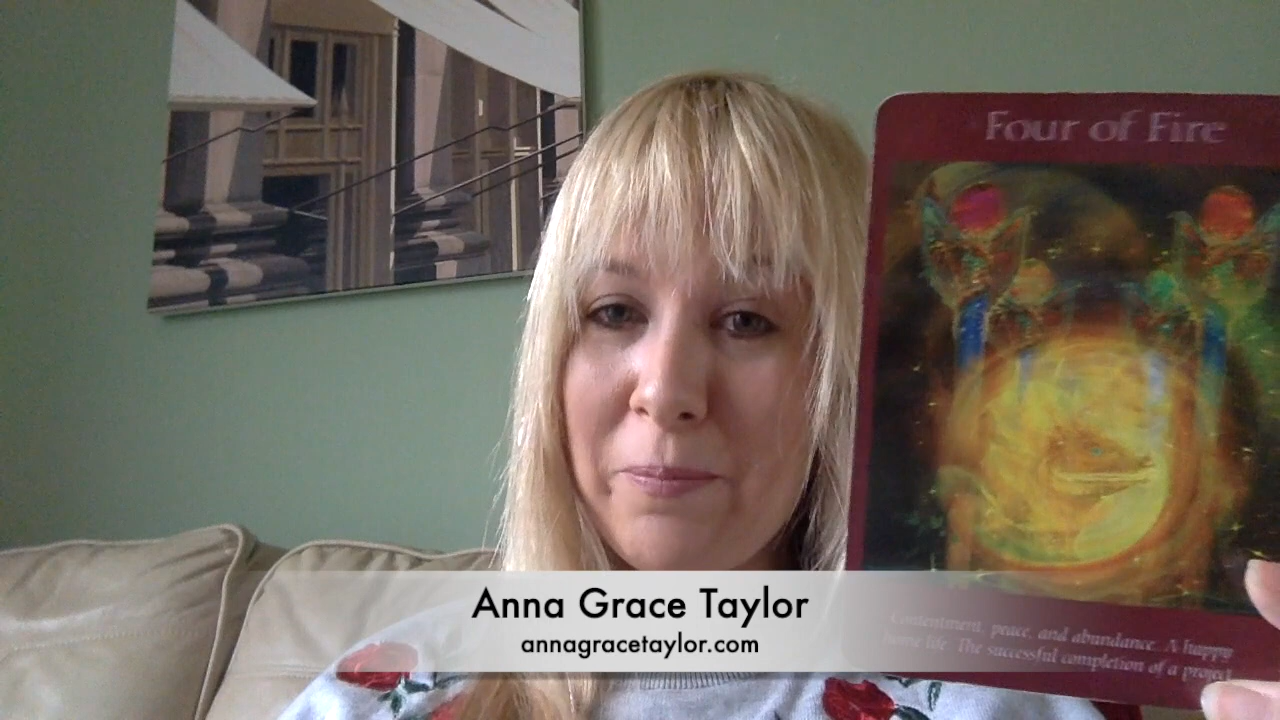 Four of Fire
Anna Grace Taylor
annagracetaylor.com
Contentment, peace, and abundance. A happy
home life. The successful completion of a project.